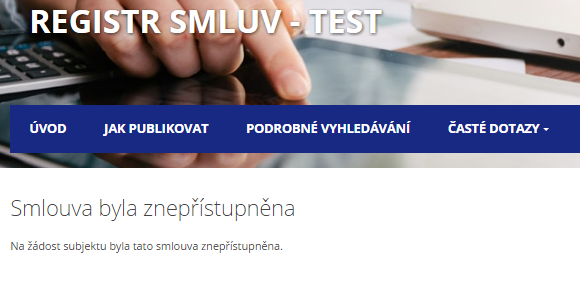 REGISTR SMLUV - TEST
ÚVOD JAK PUBLIKOVAT PODROBNÉ VYHLEDÁVÁNÍ ČASTÉ DOTAZY
Smlouva byla znepřístupněna
Na žádost subjektu byla tato smlouva znepřístupněna.